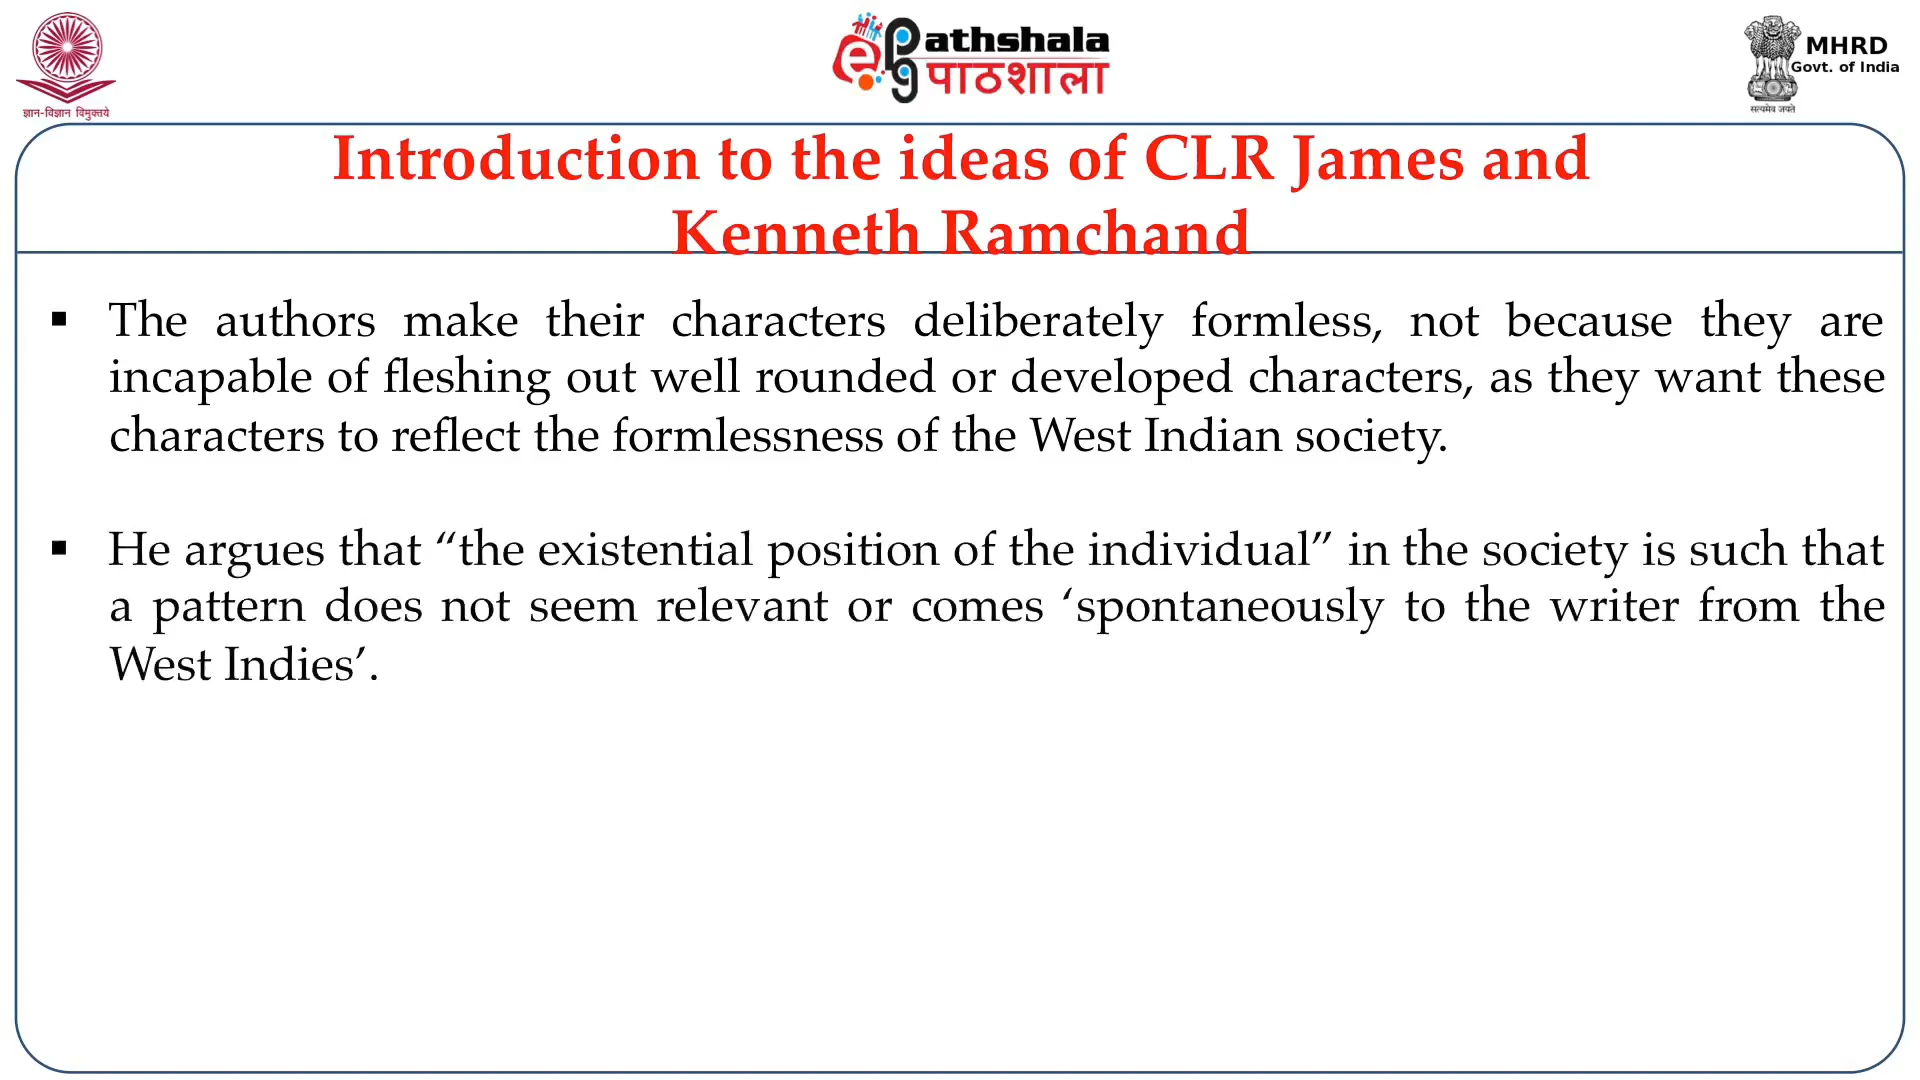 ज्ञान-विज्ञान विमुक्तये
e
pg
athshala
पाठशाला
MHRD
Govt. of India
सत्यमेव जयते
Introduction to the ideas of CLR James and
Kenneth Ramchand
▪ The authors make their characters deliberately formless, not because they are
incapable of fleshing out well rounded or developed characters, as they want these
characters to reflect the formlessness of the West Indian society.
▪ He argues that “the existential position of the individual” in the society is such that
a pattern does not seem relevant or comes ‘spontaneously to the writer from the
West Indies’.